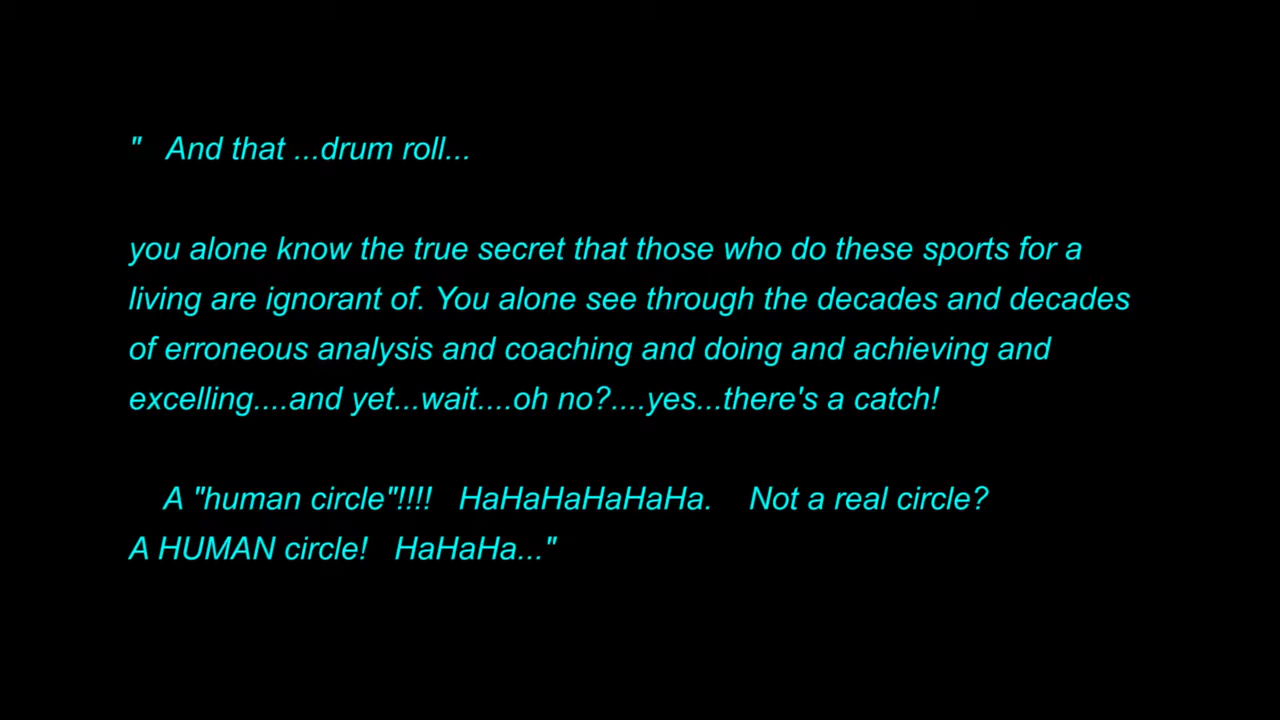 "   And that ...drum roll...
you alone know the true secret that those who do these sports for a
living are ignorant of. You alone see through the decades and decades
of erroneous analysis and coaching and doing and achieving and
excelling....and yet...wait....oh no?....yes...there's a catch!
A "human circle"!!!!   HaHaHaHaHaHa.    Not a real circle?
A HUMAN circle!   HaHaHa..."